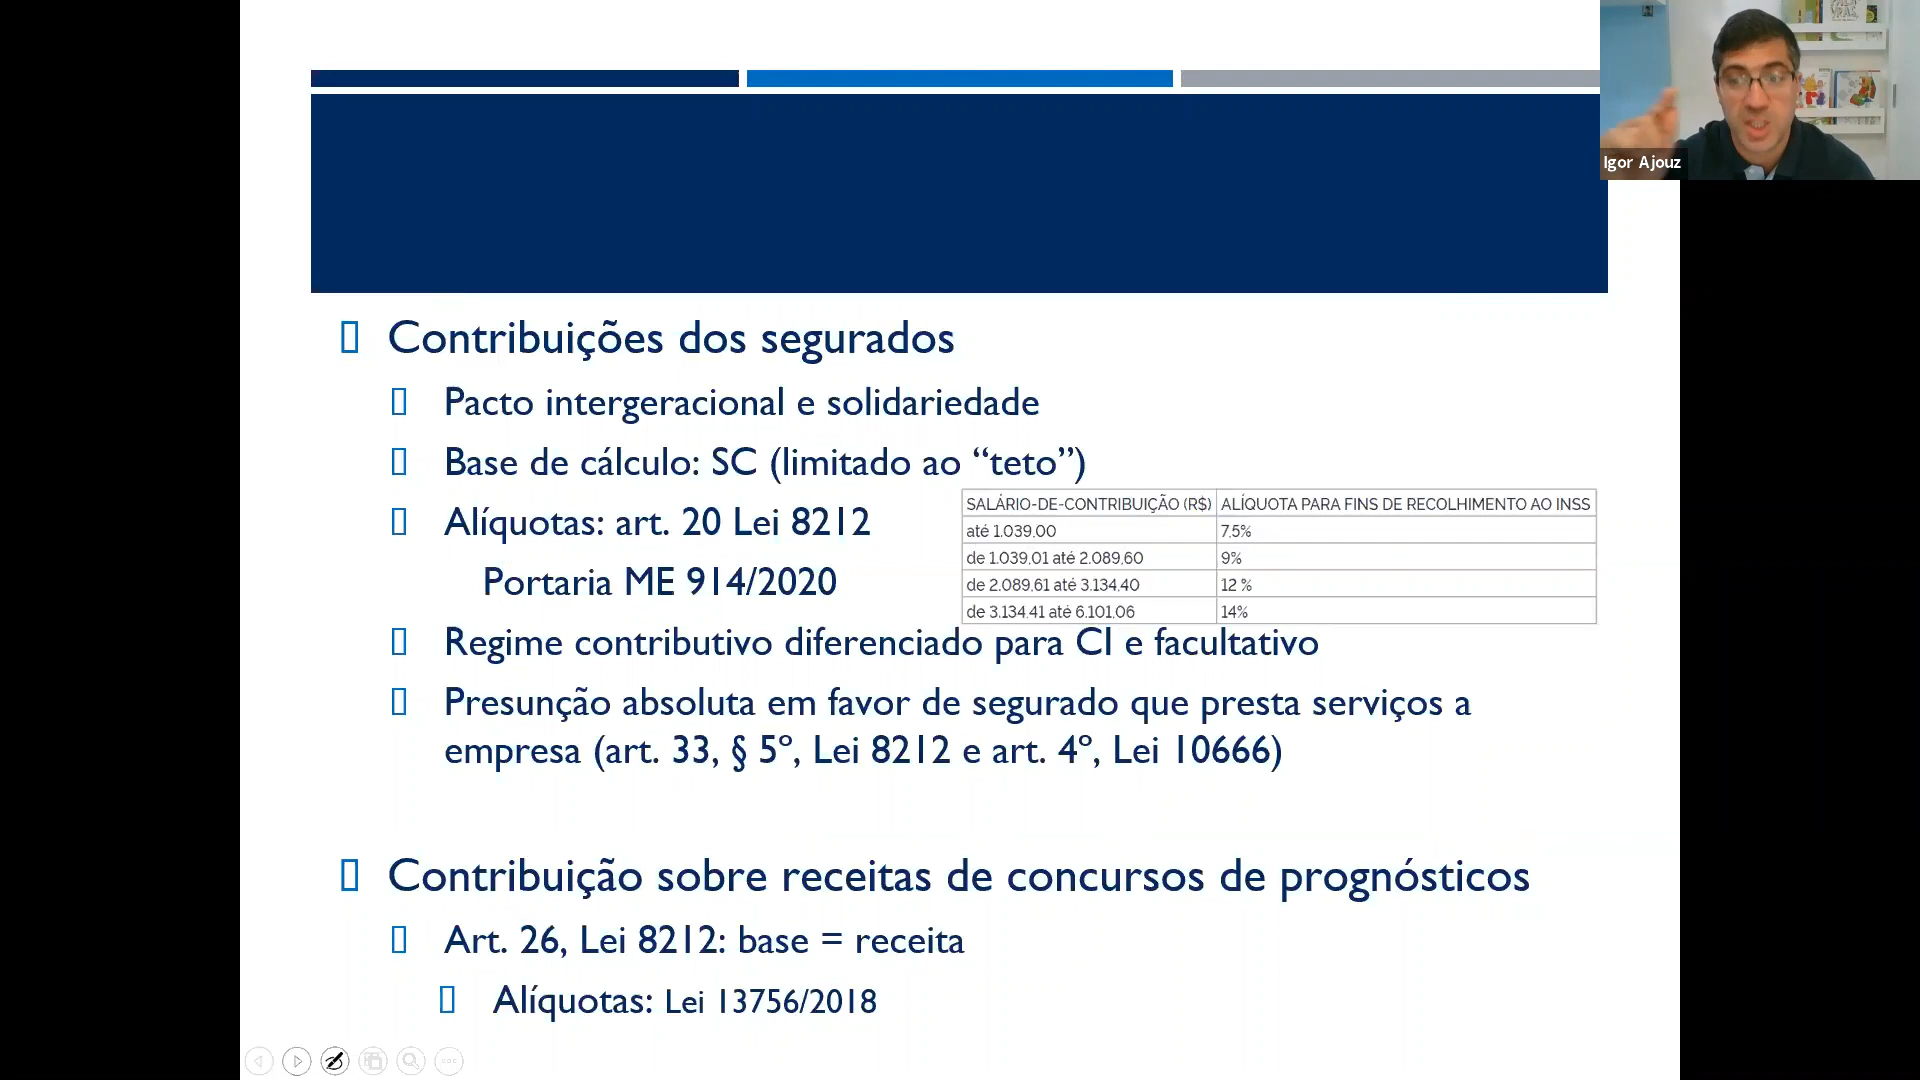 Igor Ajouz
Contribuições dos segurados
Pacto intergeracional e solidariedade
Base de cálculo: SC (limitado ao “teto”)
Alíquotas: art. 20 Lei 8212
Portaria ME 914/2020
SALÁRIO-DE-CONTRIBUIÇÃO (R$) ALÍQUOTA PARA FINS DE RECOLHIMENTO AO INSS
até 1.039,00 7,5%
de 1.039,01 até 2.089,60 9%
de 2.089,61 até 3.134,40 12 %
de 3.134,41 até 6.101,06 14%
Regime contributivo diferenciado para CI e facultativo
Presunção absoluta em favor de segurado que presta serviços a
empresa (art. 33, § 5º, Lei 8212 e art. 4º, Lei 10666)
Contribuição sobre receitas de concursos de prognósticos
Art. 26, Lei 8212: base = receita
Alíquotas: Lei 13756/2018